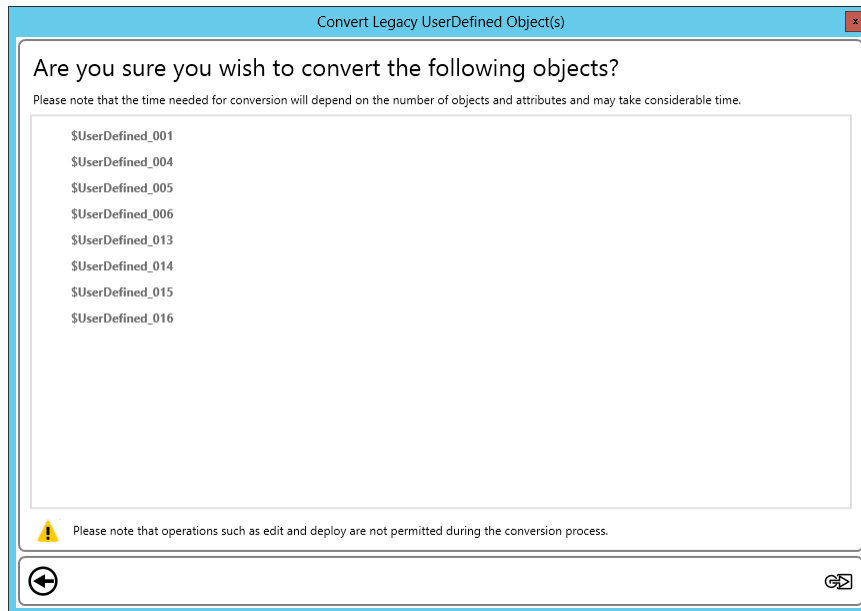 Convert Legacy UserDefined Object(s)
x
Are you sure you wish to convert the following objects?
Please note that the time needed for conversion will depend on the number of objects and attributes and may take considerable time.
$UserDefined_001
$UserDefined_004
$UserDefined_005
$UserDefined_006
$UserDefined_013
$UserDefined_014
$UserDefined_015
$UserDefined_016
Please note that operations such as edit and deploy are not permitted during the conversion process.